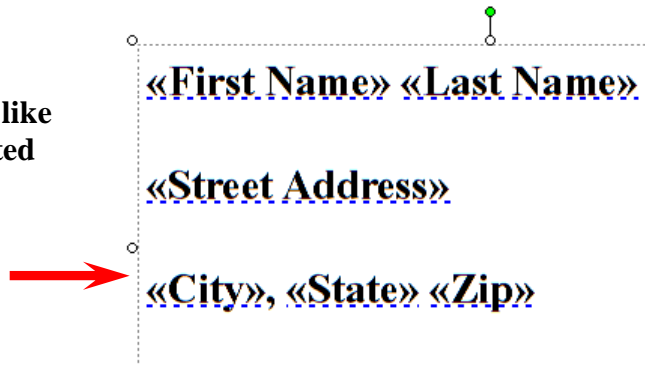 «First Name» «Last Name»
like
ted
«Street Address»
«City», «State» «Zip»